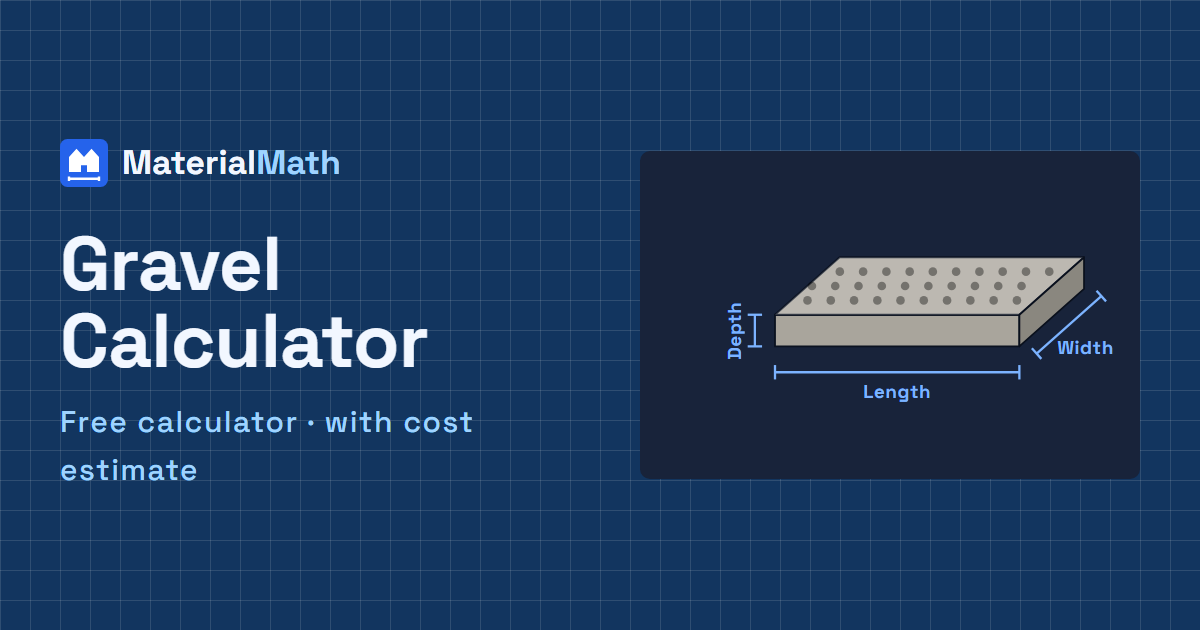 MaterialMath
Gravel
Calculator
Free calculator · with cost
estimate
Depth
Width
Length